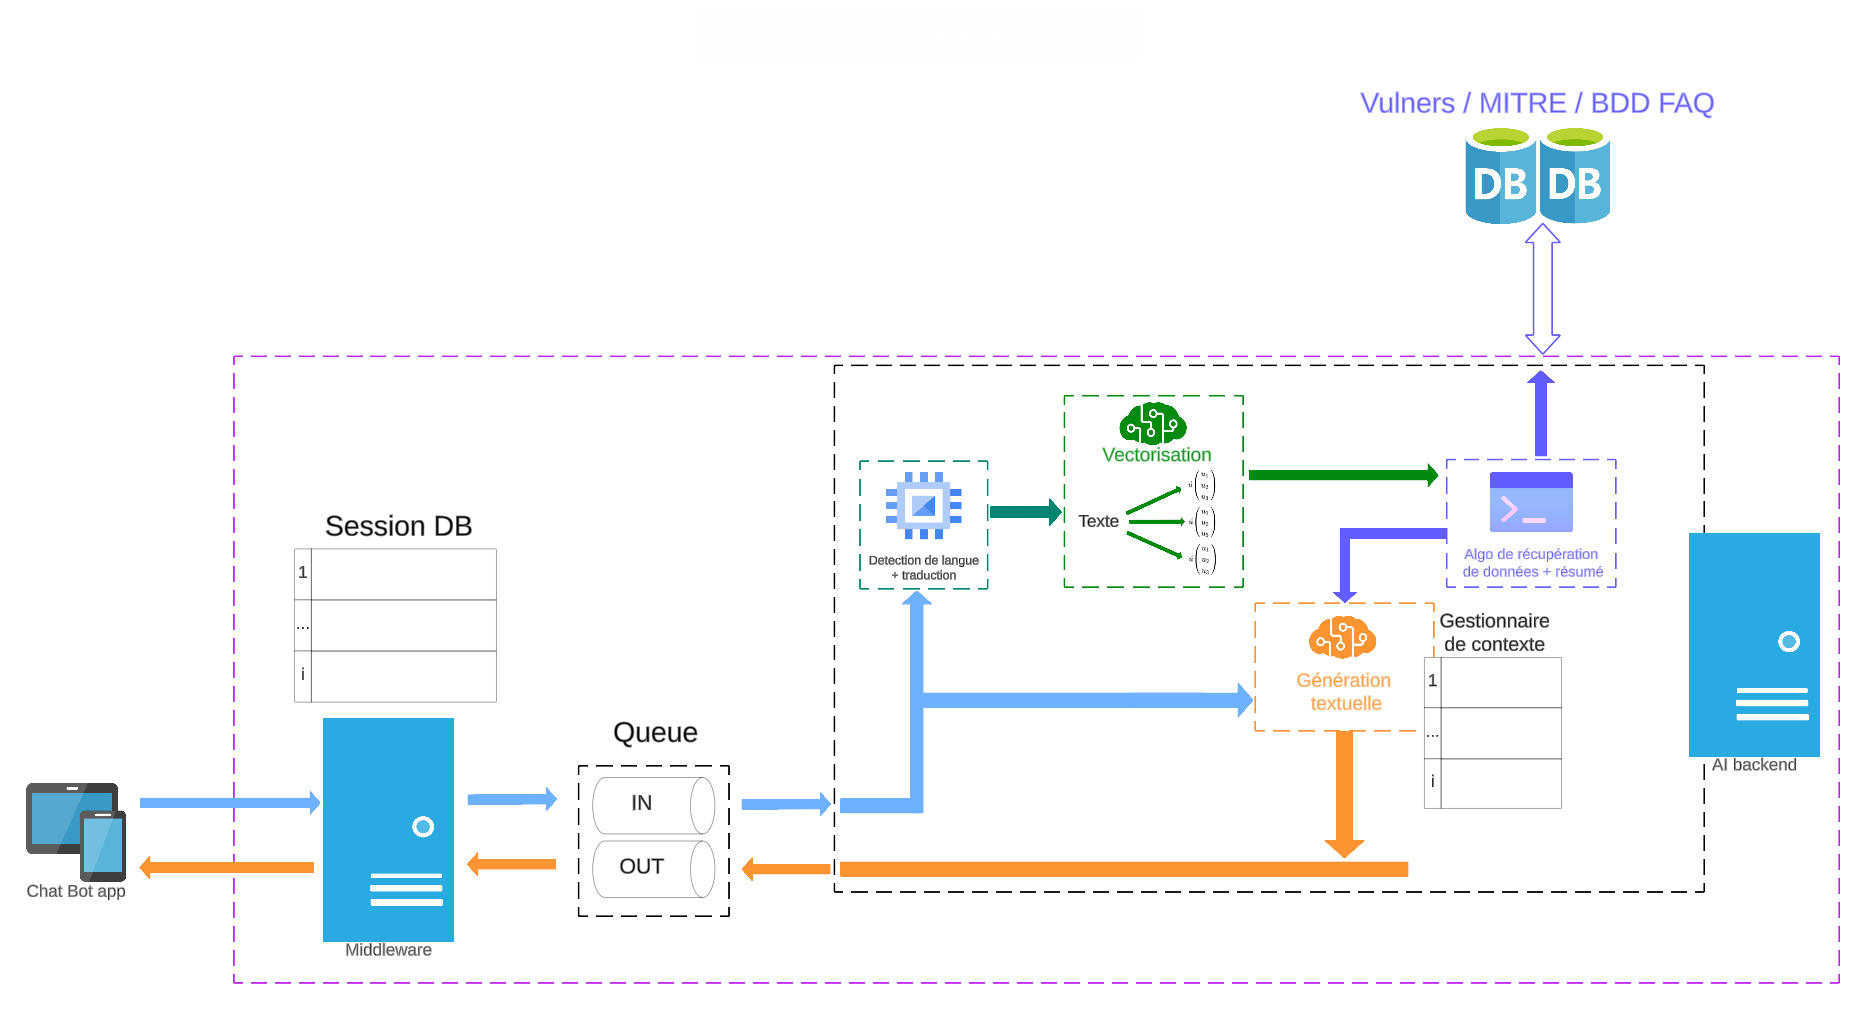 Vulners / MITRE / BDD FAQ
DB
DB
Vectorisation
Texte
Detection de langue
+ traduction
Algo de récupération
de données + résumé
Session DB
1
...
i
Génération
textuelle
Gestionnaire
de contexte
1
...
i
Queue
IN
OUT
AI backend
Chat Bot app
Middleware